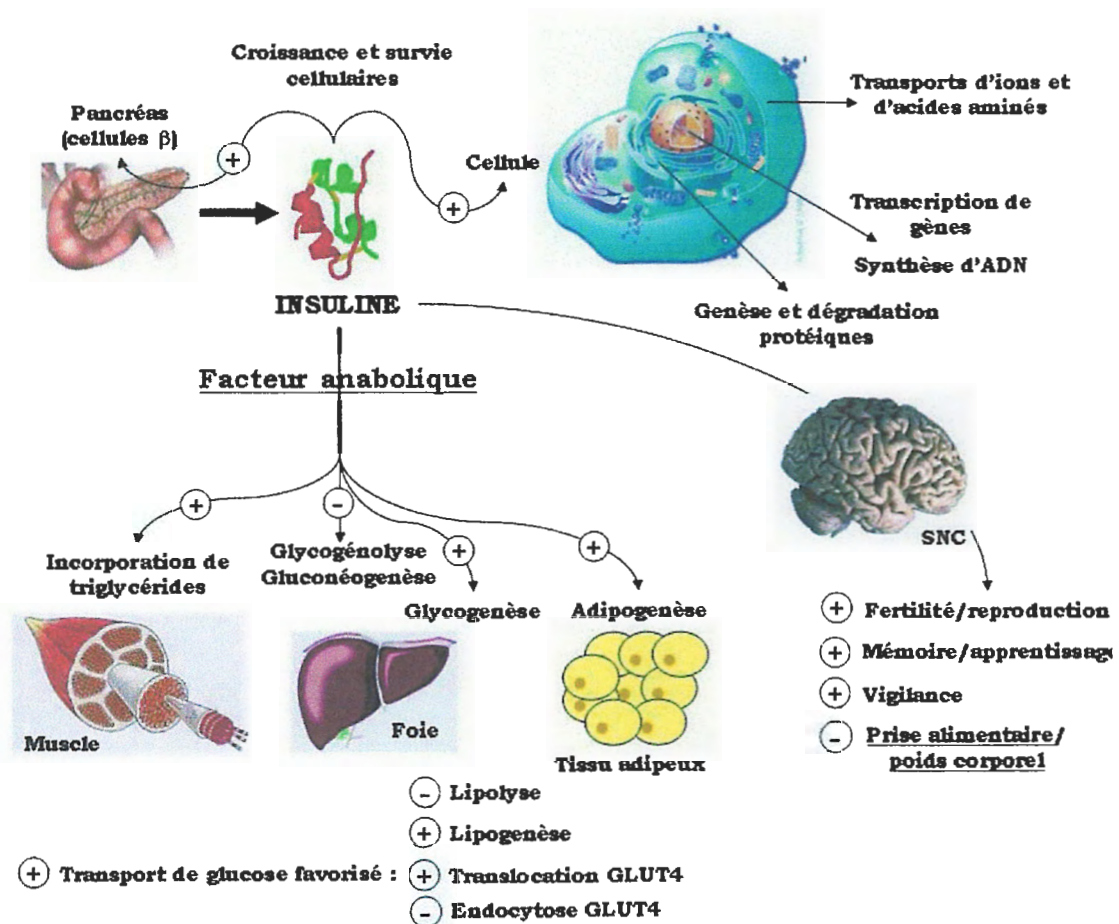 Croissance et survie
cellulaires
Pancréas
(cellules β)
+
+
Cellule
Transports d'ions et
d'acides aminés
Transcription de
gènes
Synthèse d'ADN
Genèse et dégradation
protéiques
INSULINE
Facteur anabolique
+
-
+
+
Incorporation de
triglycérides
Glycogénolyse
Gluconéogenèse
Glycogenèse
Adipogenèse
Muscle
Foie
Tissu adipeux
SNC
+ Fertilité/reproduction
+ Mémoire/apprentissage
+ Vigilance
- Prise alimentaire/
poids corporel
- Lipolyse
+ Lipogenèse
+ Transport de glucose favorisé : + Translocation GLUT4
- Endocytose GLUT4